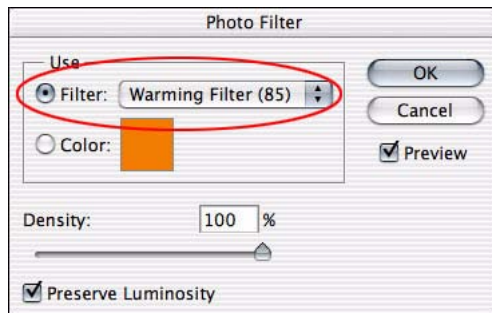 Photo Filter
Use
Filter: Warming Filter (85)
Color:
OK
Cancel
Preview
Density: 100 %
Preserve Luminosity